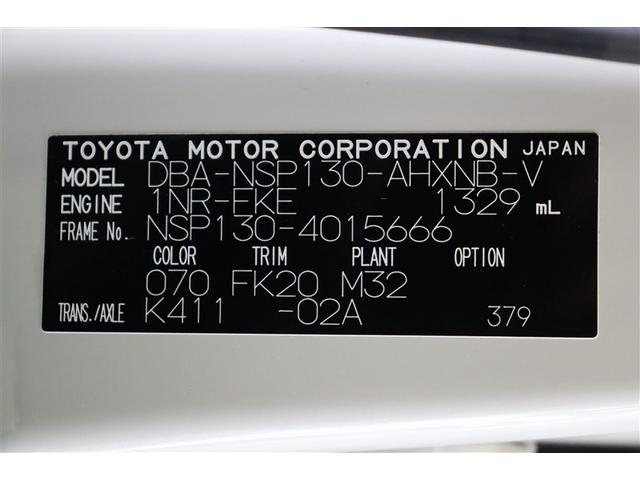 TOYOTA MOTOR CORPORATION JAPAN
MODEL DBA-NSP130-AHXNB-V
ENGINE 1NR-FKE 1329 mL
FRAME No. NSP130-4015666
COLOR TRIM PLANT OPTION
070 FK20 M32
TRANS./AXLE K411 -02A 379